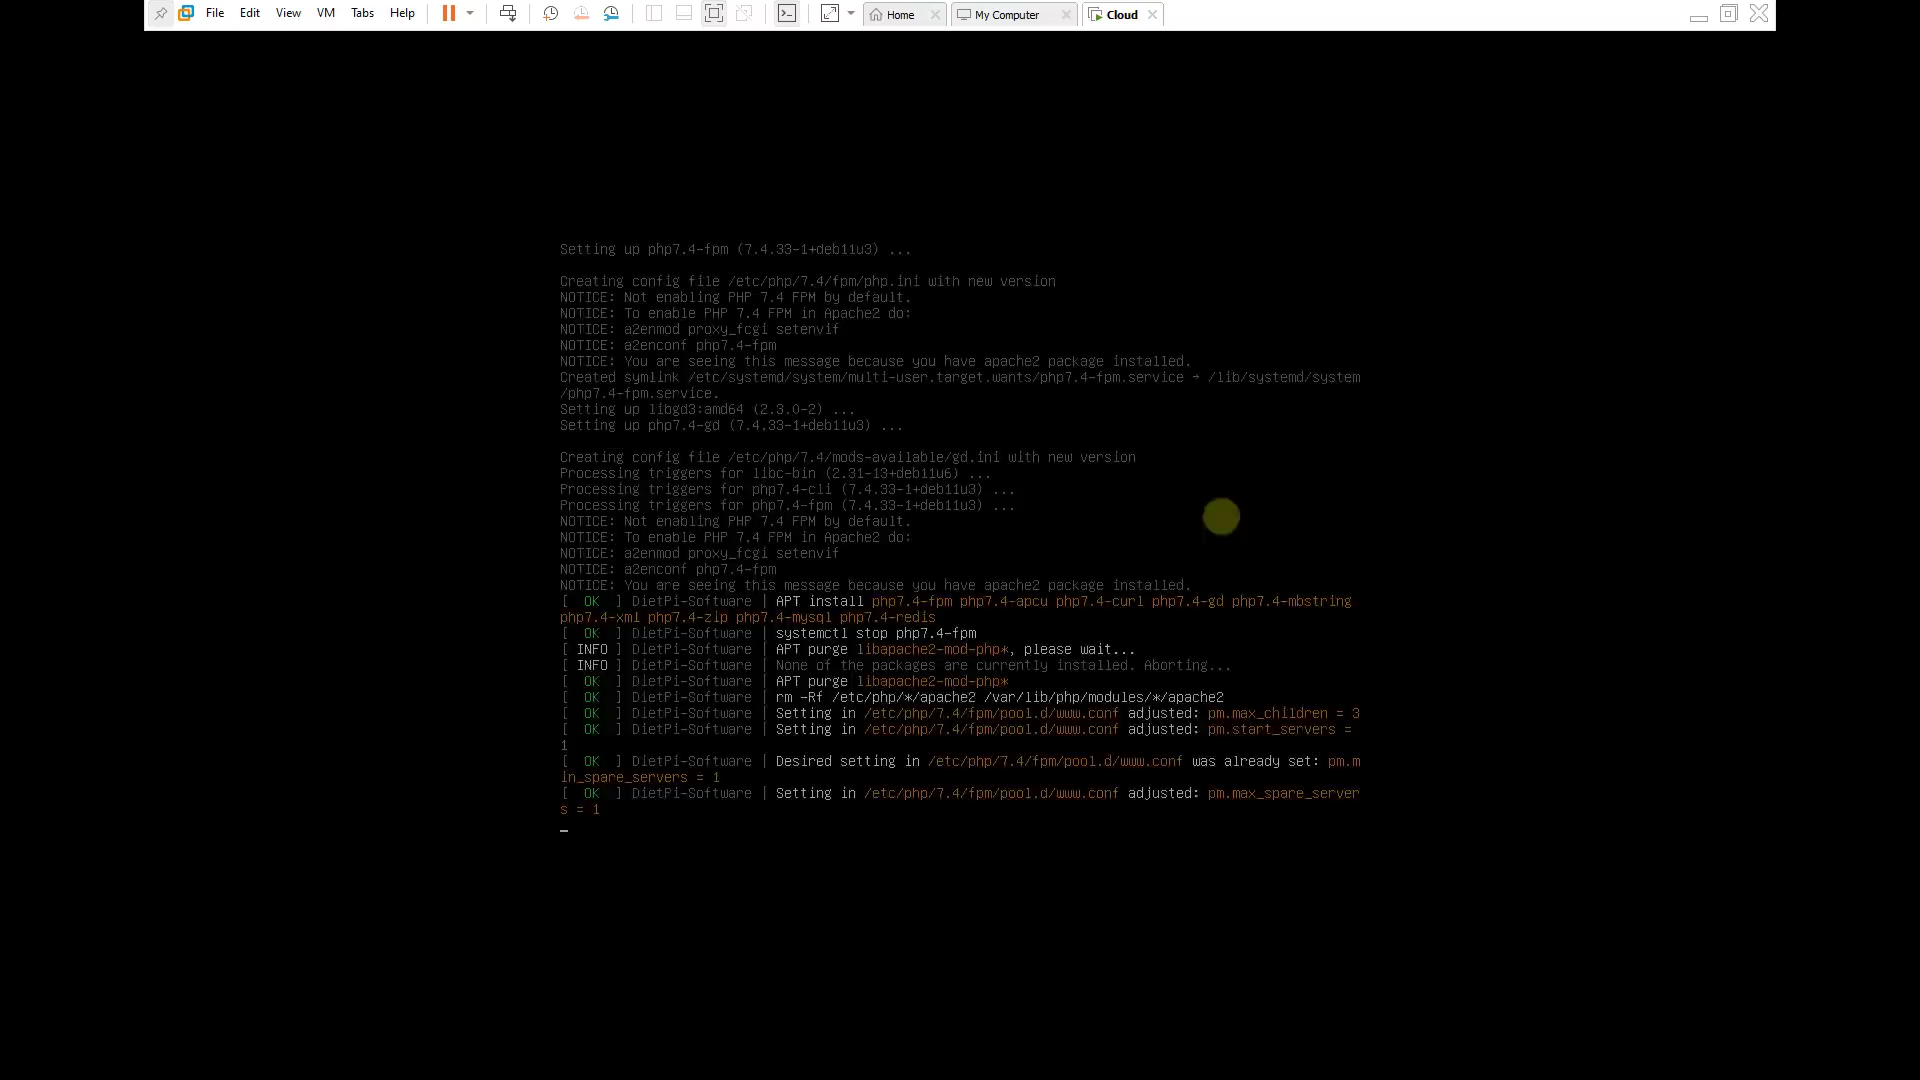 File Edit View VM Tabs Help Home My Computer Cloud
Setting up php7.4-fpm (7.4.33-1+deb11u3) ...
Creating config file /etc/php/7.4/fpm/php.ini with new version
NOTICE: Not enabling PHP 7.4 FPM by default.
NOTICE: To enable PHP 7.4 FPM in Apache2 do:
NOTICE: a2enmod proxy_fcgi setenvif
NOTICE: a2enconf php7.4-fpm
NOTICE: You are seeing this message because you have apache2 package installed.
Created symlink /etc/systemd/system/multi-user.target.wants/php7.4-fpm.service → /lib/systemd/system
/php7.4-fpm.service.
Setting up libgd3:amd64 (2.3.0-2) ...
Setting up php7.4-gd (7.4.33-1+deb11u3) ...
Creating config file /etc/php/7.4/mods-available/gd.ini with new version
Processing triggers for libc-bin (2.31-13+deb11u6) ...
Processing triggers for php7.4-cli (7.4.33-1+deb11u3) ...
Processing triggers for php7.4-fpm (7.4.33-1+deb11u3) ...
NOTICE: Not enabling PHP 7.4 FPM by default.
NOTICE: To enable PHP 7.4 FPM in Apache2 do:
NOTICE: a2enmod proxy_fcgi setenvif
NOTICE: a2enconf php7.4-fpm
NOTICE: You are seeing this message because you have apache2 package installed.
[  OK  ] DietPi-Software | APT install php7.4-fpm php7.4-apcu php7.4-curl php7.4-gd php7.4-mbstring
php7.4-xml php7.4-zip php7.4-mysql php7.4-redis
[  OK  ] DietPi-Software | systemctl stop php7.4-fpm
[ INFO ] DietPi-Software | APT purge libapache2-mod-php*, please wait...
[ INFO ] DietPi-Software | None of the packages are currently installed. Aborting...
[  OK  ] DietPi-Software | APT purge libapache2-mod-php*
[  OK  ] DietPi-Software | rm -Rf /etc/php/*/apache2 /var/lib/php/modules/*/apache2
[  OK  ] DietPi-Software | Setting in /etc/php/7.4/fpm/pool.d/www.conf adjusted: pm.max_children = 3
[  OK  ] DietPi-Software | Setting in /etc/php/7.4/fpm/pool.d/www.conf adjusted: pm.start_servers =
1
[  OK  ] DietPi-Software | Desired setting in /etc/php/7.4/fpm/pool.d/www.conf was already set: pm.m
in_spare_servers = 1
[  OK  ] DietPi-Software | Setting in /etc/php/7.4/fpm/pool.d/www.conf adjusted: pm.max_spare_server
s = 1